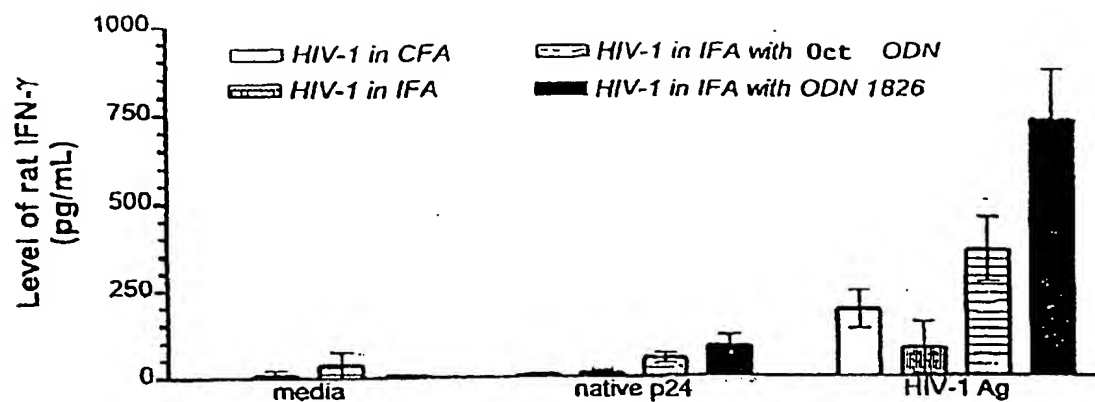 1000
750
500
250
0
Level of rat IFN-γ
(pg/mL)
HIV-1 in CFA
HIV-1 in IFA
HIV-1 in IFA with Oct ODN
HIV-1 in IFA with ODN 1826
media
native p24
HIV-1 Ag